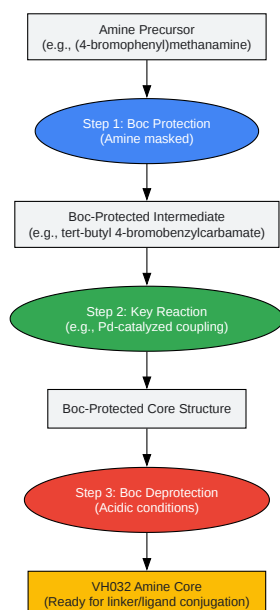 Amine Precursor
(e.g., (4-bromophenyl)methanamine)
Step 1: Boc Protection
(Amine masked)
Boc-Protected Intermediate
(e.g., tert-butyl 4-bromobenzylcarbamate)
Step 2: Key Reaction
(e.g., Pd-catalyzed coupling)
Boc-Protected Core Structure
Step 3: Boc Deprotection
(Acidic conditions)
VH032 Amine Core
(Ready for linker/ligand conjugation)